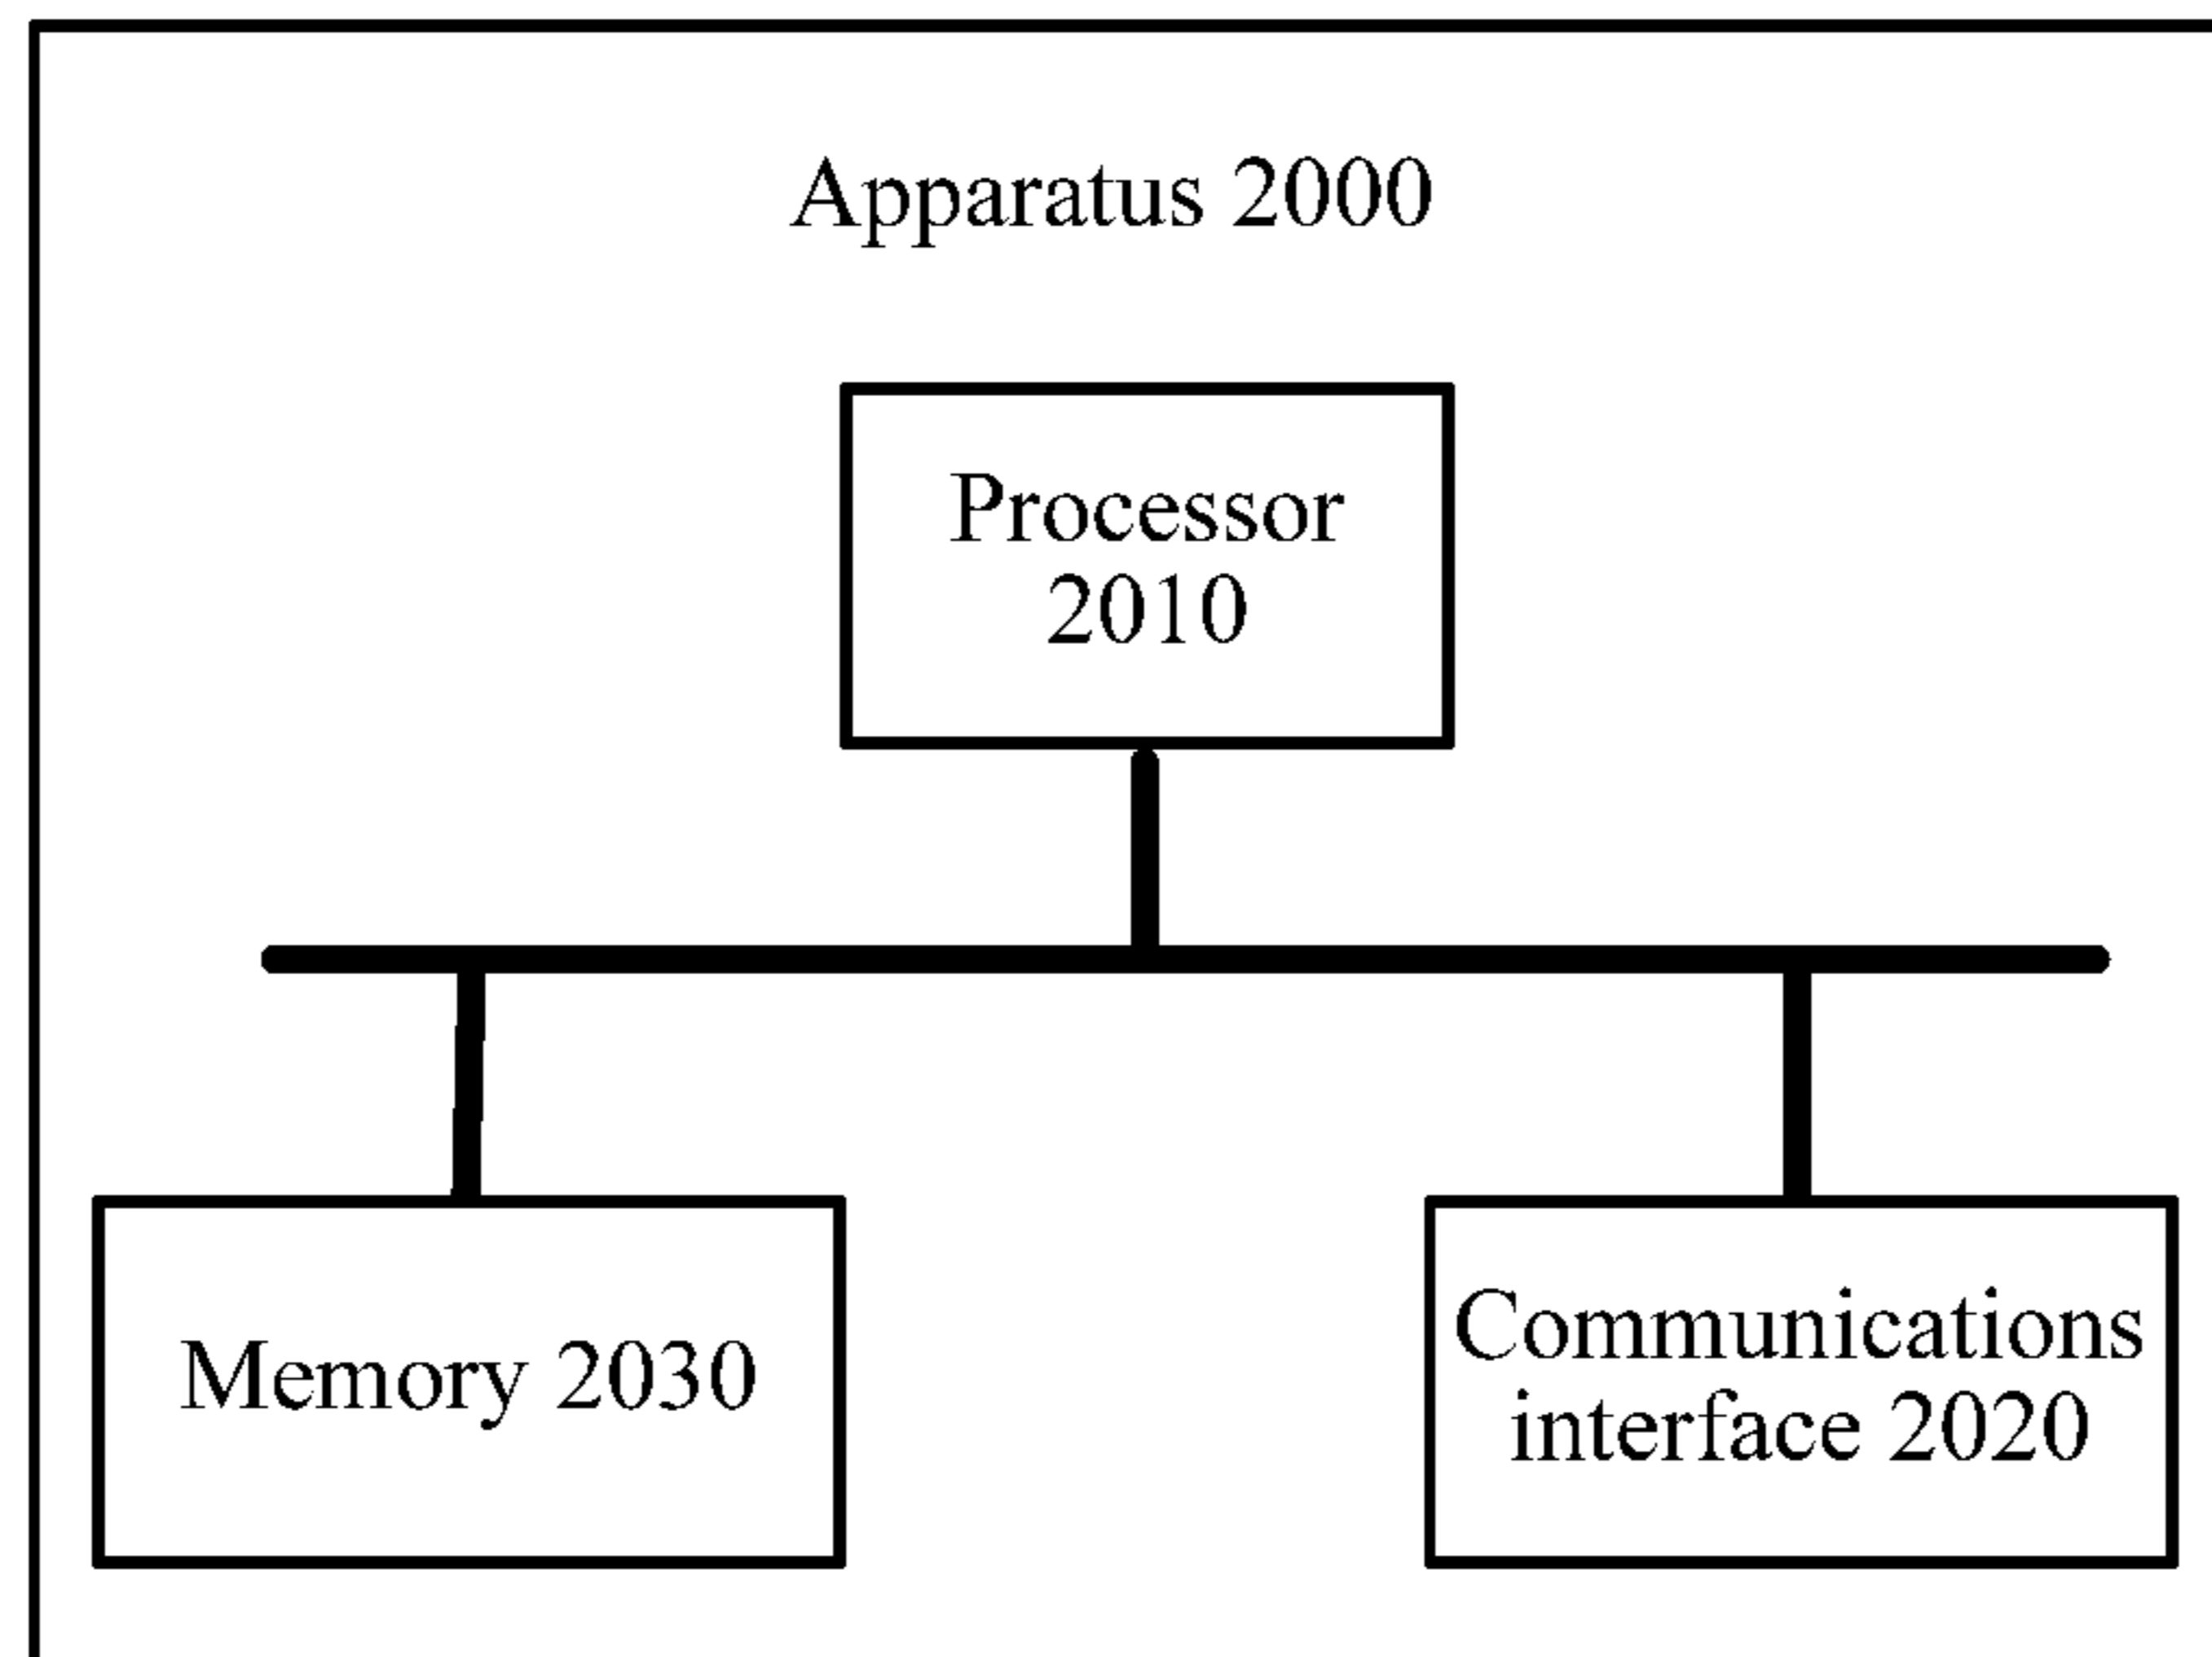 Apparatus 2000
Processor
2010
Memory 2030
Communications
interface 2020